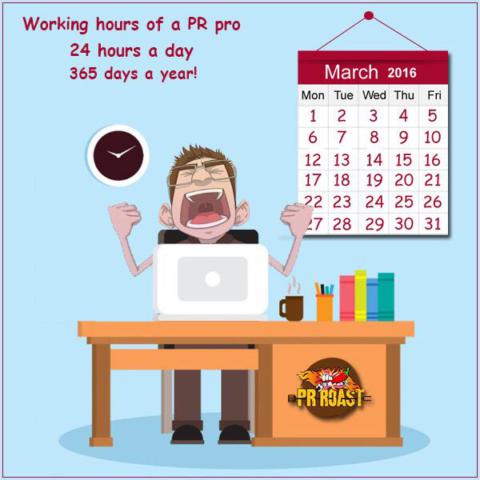 Working hours of a PR pro
24 hours a day
365 days a year!
March 2016
Mon Tue Wed Thu Fri
1 2 3 4 5
6 7 8 9 10
12 13 14 15 16
17 18 19 20 21
22 23 24 25 26
27 28 29 30 31
PR ROAST